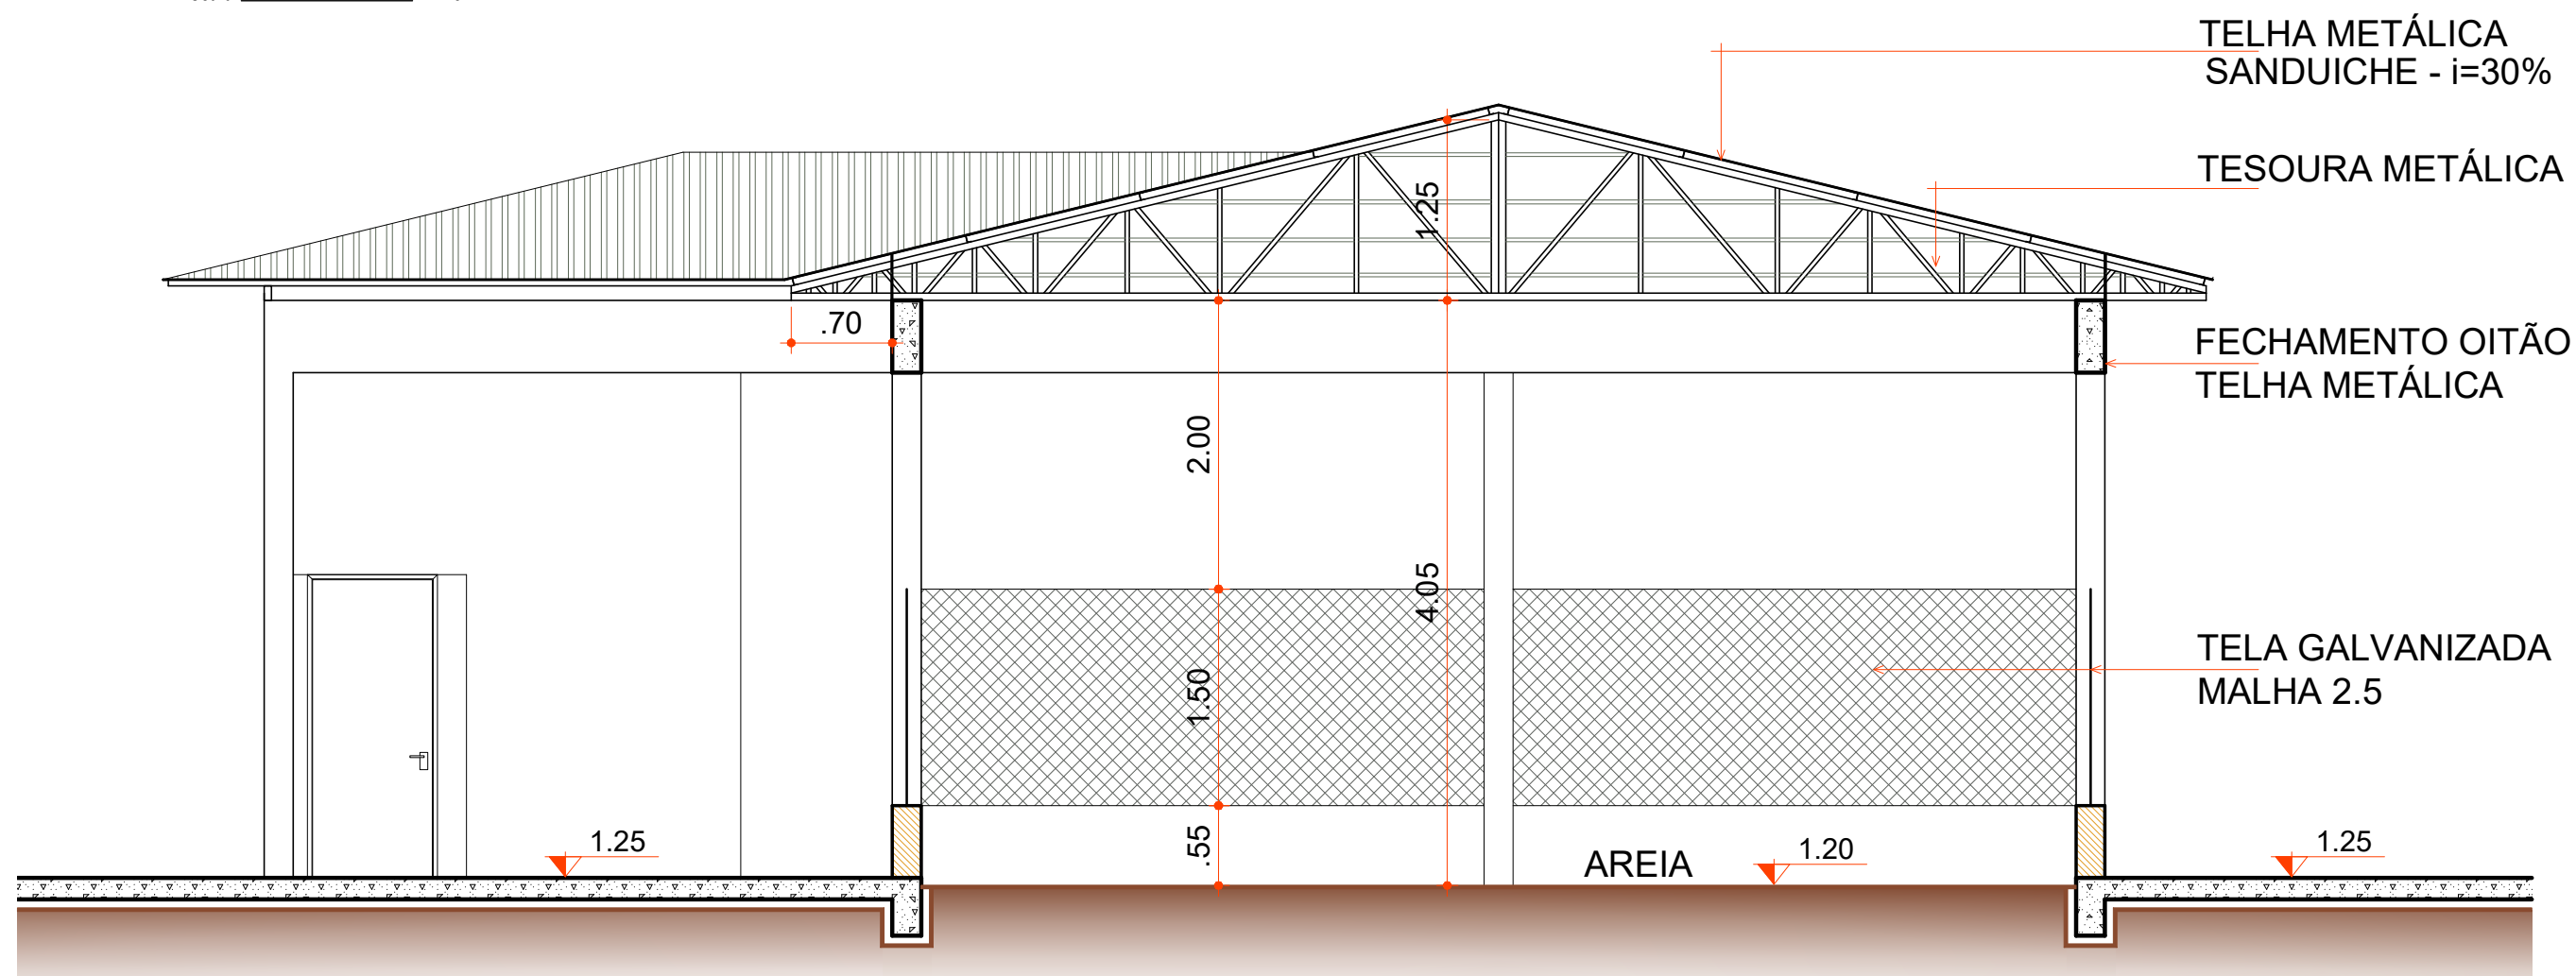 TELHA METÁLICA
SANDUICHE - i=30%
TESOURA METÁLICA
1.25
.70
FECHAMENTO OITÃO
TELHA METÁLICA
2.00
4.05
TELA GALVANIZADA
MALHA 2.5
1.50
.55
1.25
AREIA
1.20
1.25